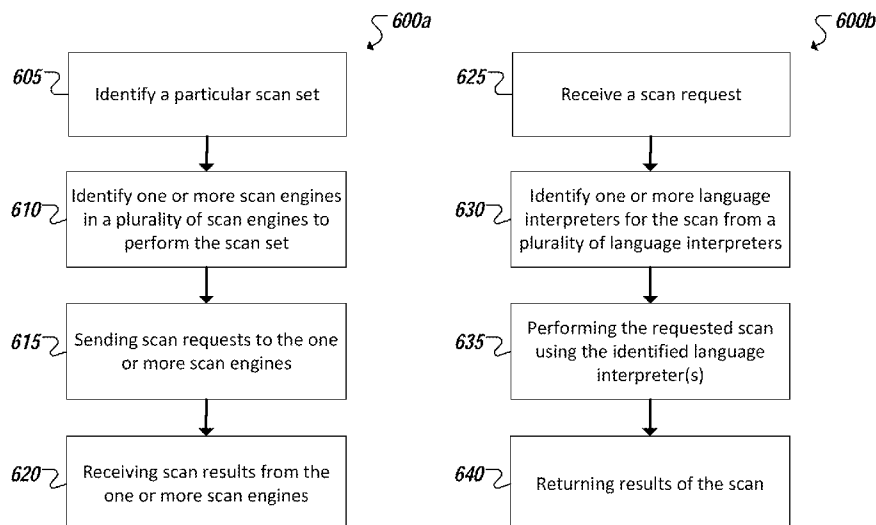 600a
605
Identify a particular scan set
610
Identify one or more scan engines
in a plurality of scan engines to
perform the scan set
615
Sending scan requests to the one
or more scan engines
620
Receiving scan results from the
one or more scan engines
600b
625
Receive a scan request
630
Identify one or more language
interpreters for the scan from a
plurality of language interpreters
635
Performing the requested scan
using the identified language
interpreter(s)
640
Returning results of the scan